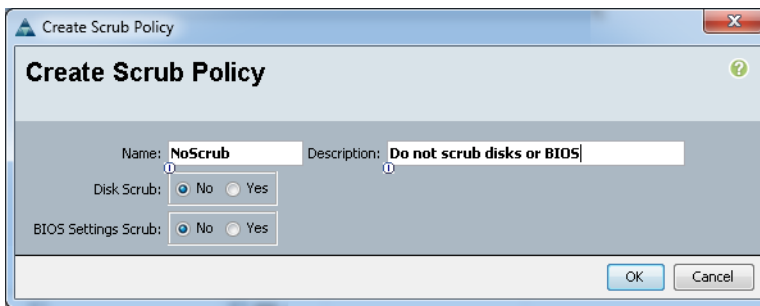 Create Scrub Policy
Create Scrub Policy
Name: NoScrub Description: Do not scrub disks or BIOS
Disk Scrub: No Yes
BIOS Settings Scrub: No Yes
OK Cancel